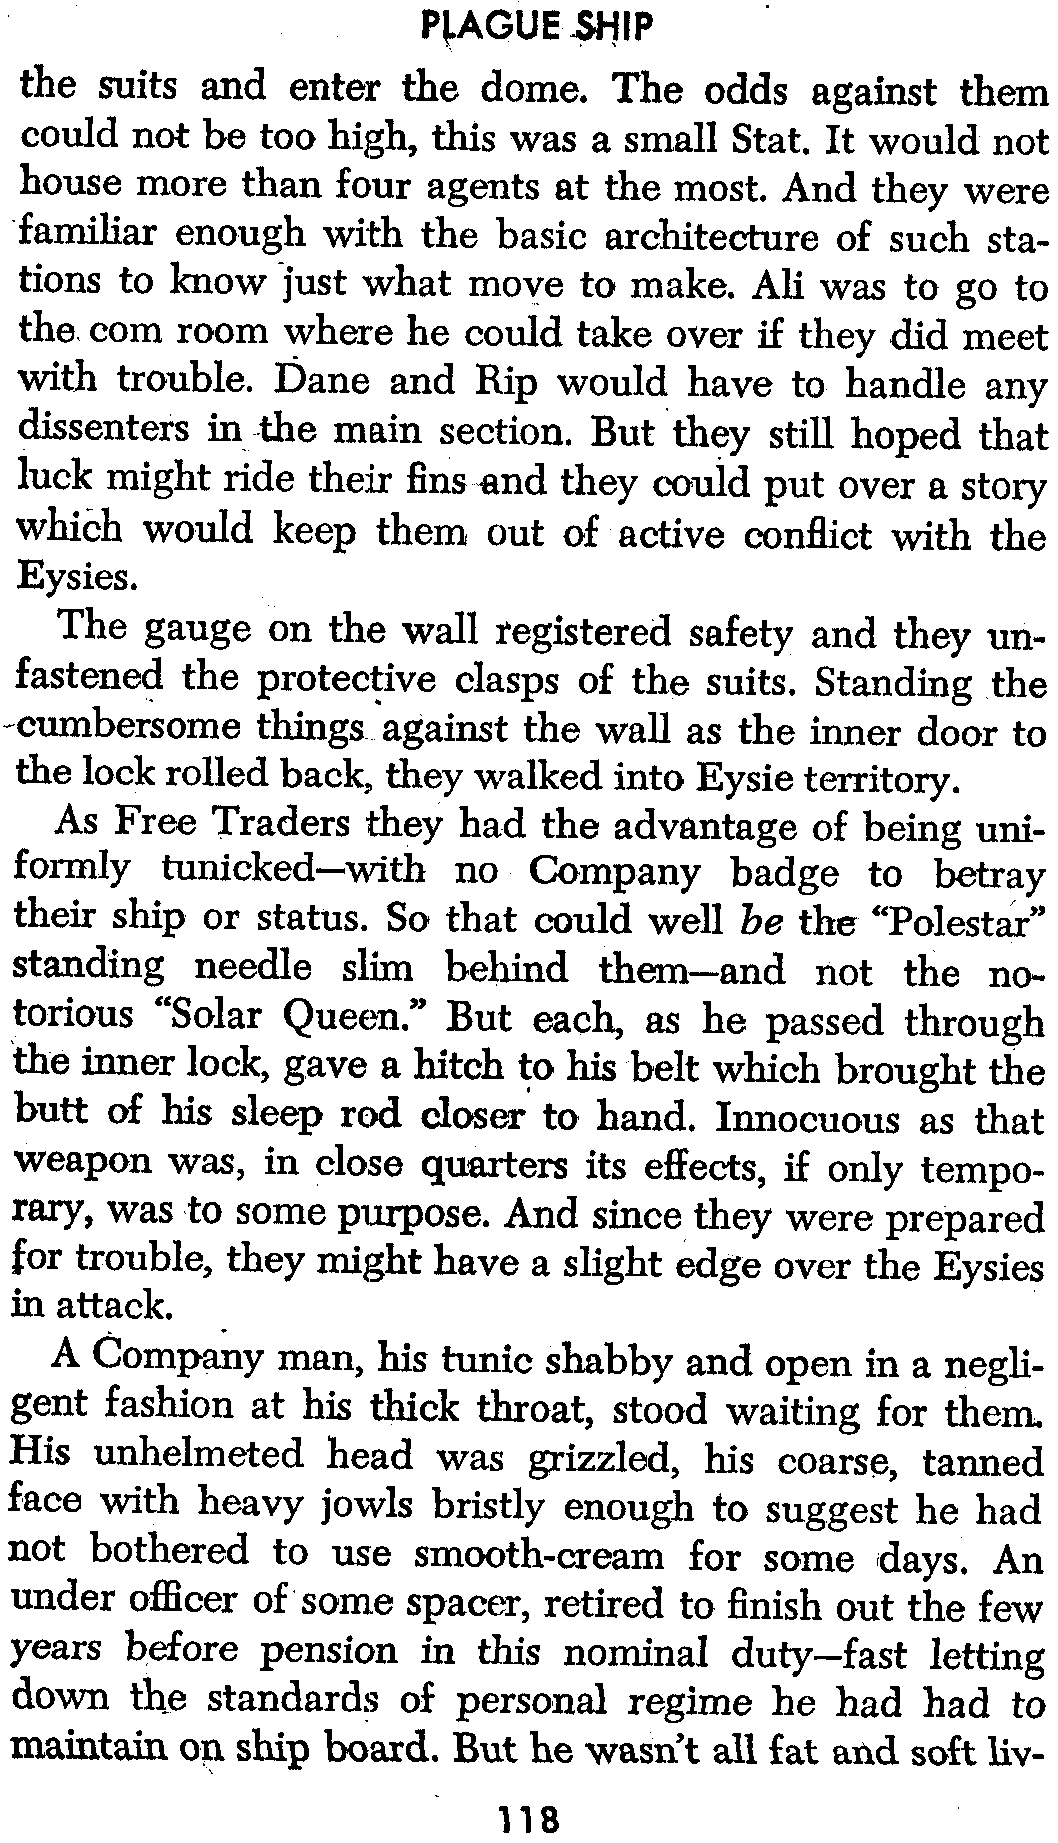 PLAGUE SHIP
the suits and enter the dome. The odds against them
could not be too high, this was a small Stat. It would not
house more than four agents at the most. And they were
familiar enough with the basic architecture of such sta-
tions to know just what move to make. Ali was to go to
the com room where he could take over if they did meet
with trouble. Dane and Rip would have to handle any
dissenters in the main section. But they still hoped that
luck might ride their fins and they could put over a story
which would keep them out of active conflict with the
Eysies.
The gauge on the wall registered safety and they un-
fastened the protective clasps of the suits. Standing the
cumbersome things against the wall as the inner door to
the lock rolled back, they walked into Eysie territory.
As Free Traders they had the advantage of being uni-
formly tunicked—with no Company badge to betray
their ship or status. So that could well be the “Polestar”
standing needle slim behind them—and not the no-
torious “Solar Queen.” But each, as he passed through
the inner lock, gave a hitch to his belt which brought the
butt of his sleep rod closer to hand. Innocuous as that
weapon was, in close quarters its effects, if only tempo-
rary, was to some purpose. And since they were prepared
for trouble, they might have a slight edge over the Eysies
in attack.
A Company man, his tunic shabby and open in a negli-
gent fashion at his thick throat, stood waiting for them.
His unhelmeted head was grizzled, his coarse, tanned
face with heavy jowls bristly enough to suggest he had
not bothered to use smooth-cream for some days. An
under officer of some spacer, retired to finish out the few
years before pension in this nominal duty—fast letting
down the standards of personal regime he had had to
maintain on ship board. But he wasn’t all fat and soft liv-
118